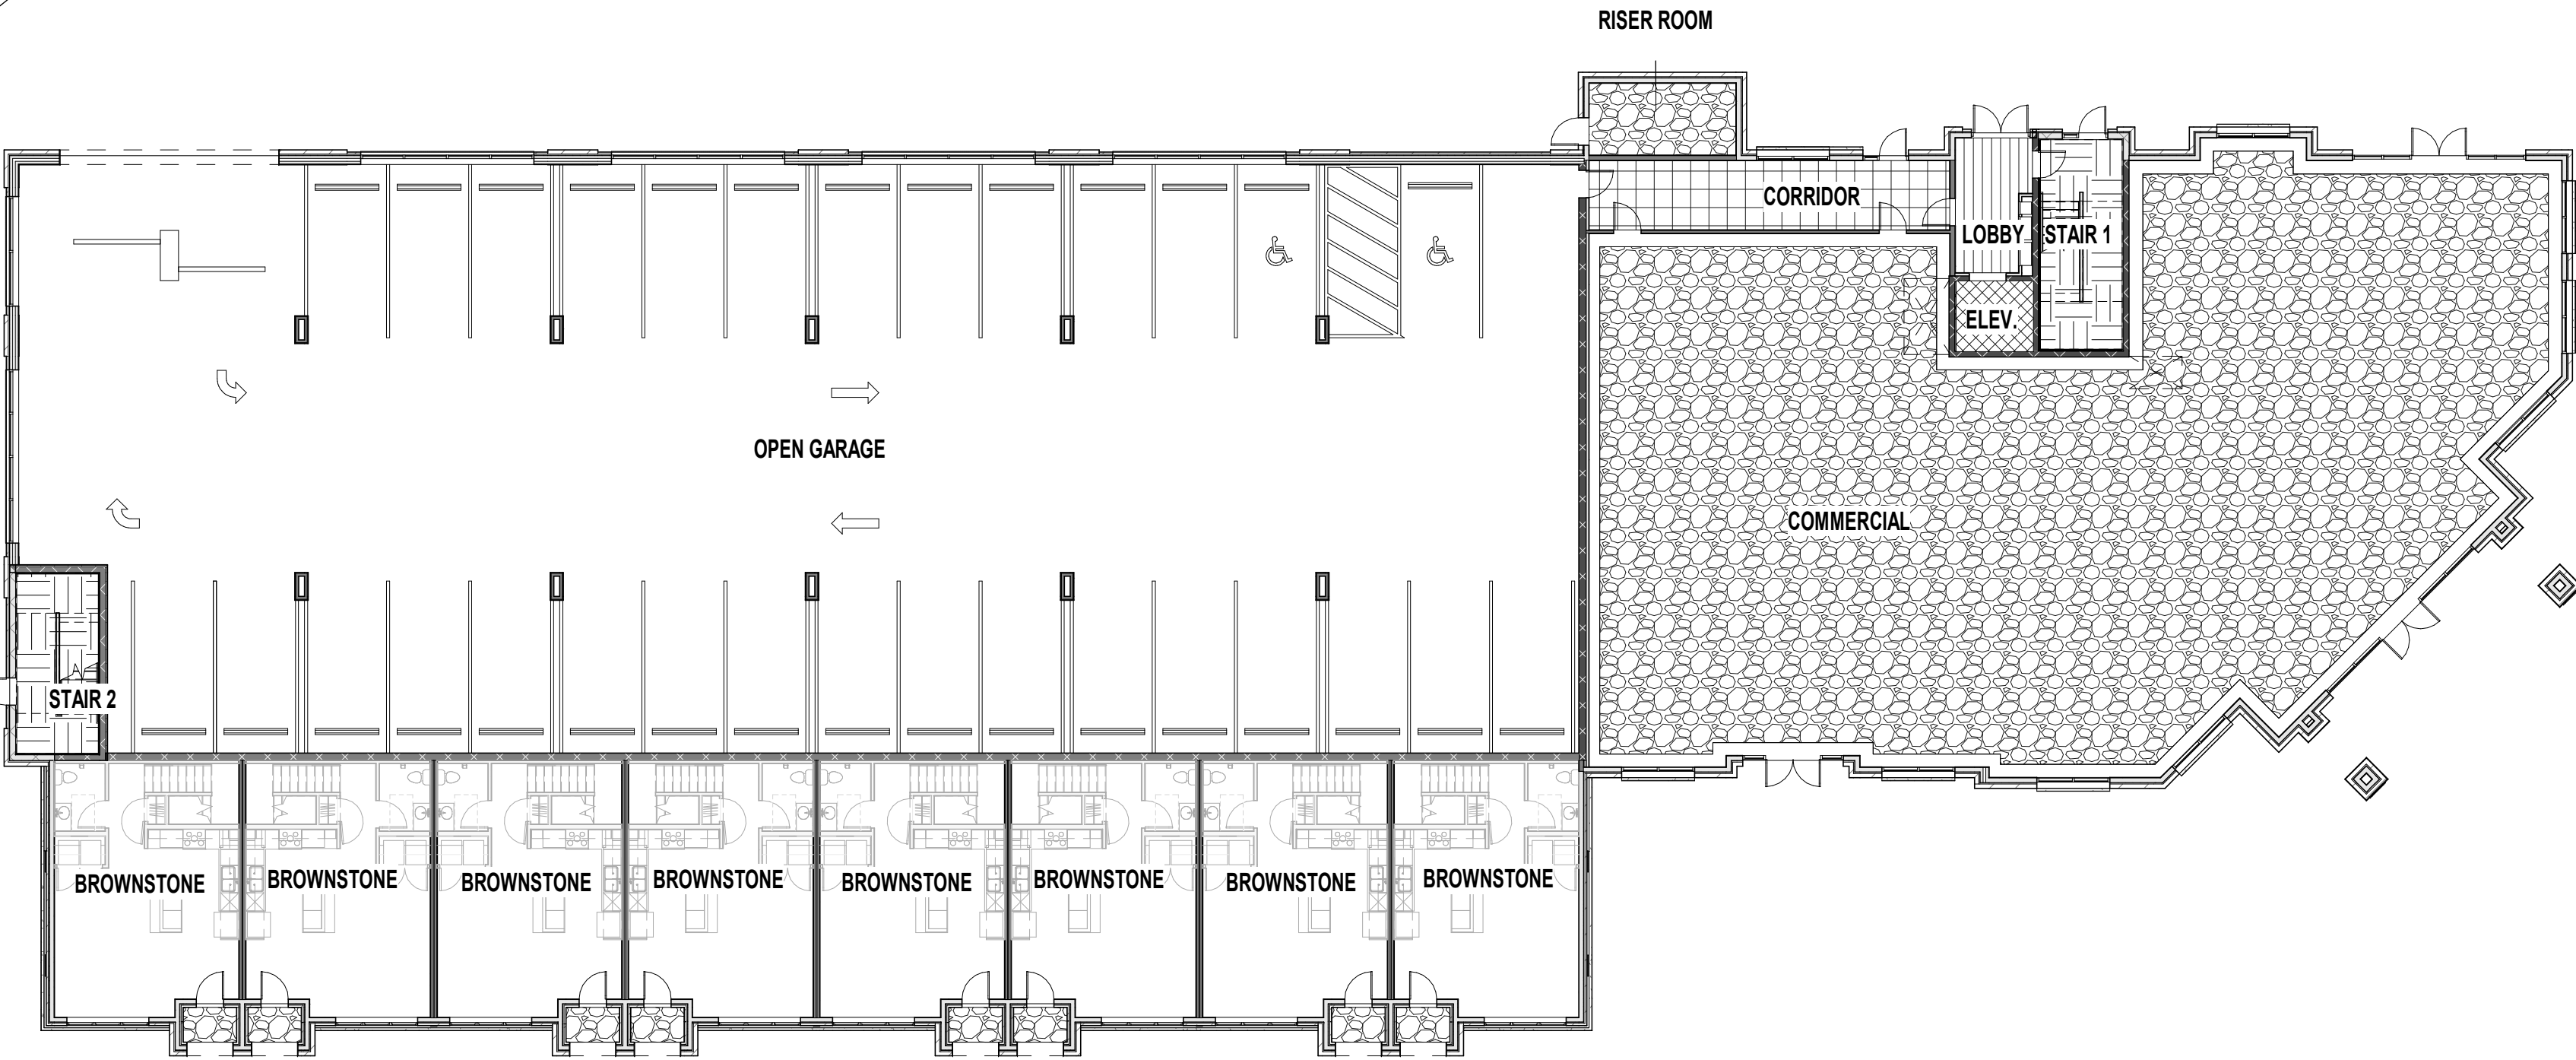 RISER ROOM
CORRIDOR
LOBBY
STAIR 1
ELEV.
OPEN GARAGE
COMMERCIAL
STAIR 2
BROWNSTONE
BROWNSTONE
BROWNSTONE
BROWNSTONE
BROWNSTONE
BROWNSTONE
BROWNSTONE
BROWNSTONE